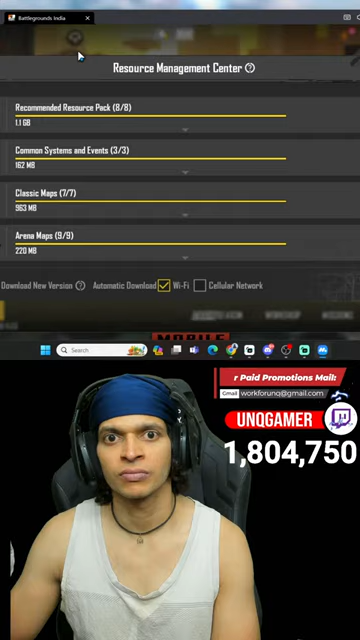 Battlegrounds India
Resource Management Center ?
Recommended Resource Pack (8/8)
1.1 GB
Common Systems and Events (3/3)
162 MB
Classic Maps (7/7)
963 MB
Arena Maps (9/9)
220 MB
Download New Version ? Automatic Download Wi-Fi Cellular Network
MOBILE
Search
r Paid Promotions Mail:
Gmail workforunq@gmail.com
UNQGAMER
1,804,750